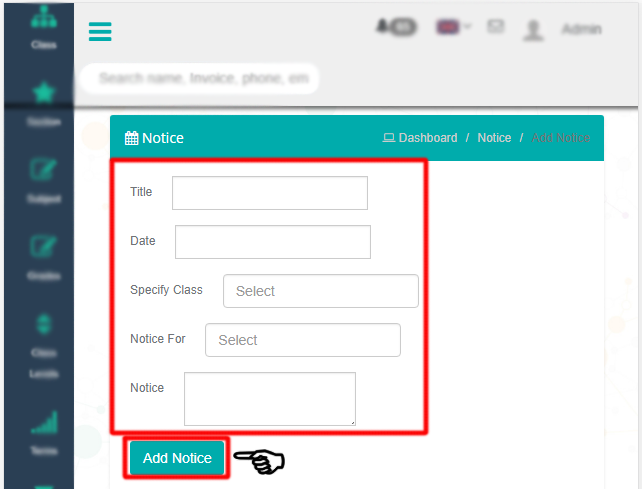 Class
Admin
Search name, Invoice, phone, em
Section
Notice
Dashboard / Notice / Add Notice
Subject
Title
Date
Grades
Specify Class
Select
Notice For
Select
Class
Levels
Notice
Terms
Add Notice